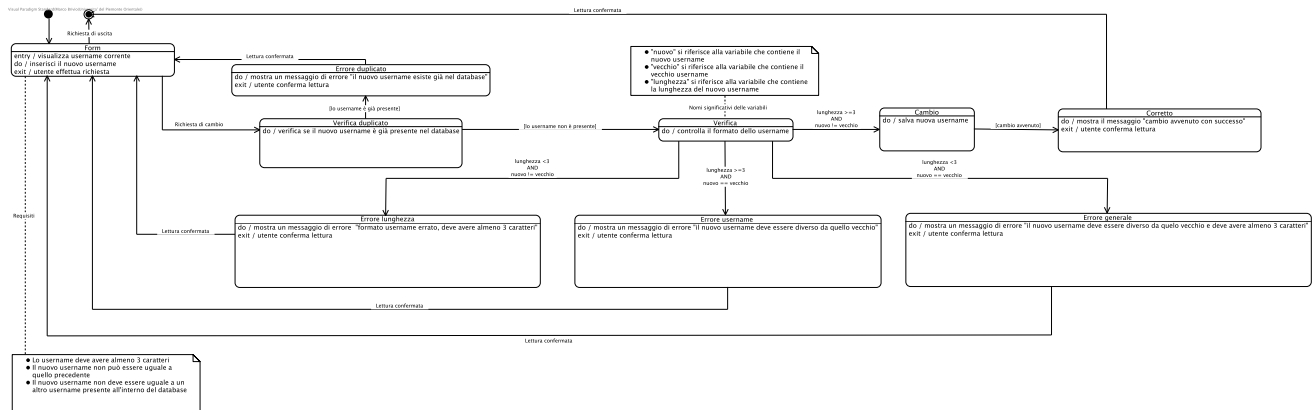 Lettura confermata
Richiesta di uscita
Form
entry / visualizza username corrente
do / inserisci il nuovo username
exit / utente effettua richiesta
Lettura confermata
Errore duplicato
do / mostra un messaggio di errore "il nuovo username esiste già nel database"
exit / utente conferma lettura
• "nuovo" si riferisce alla variabile che contiene il
nuovo username
• "vecchio" si riferisce alla variabile che contiene il
vecchio username
• "lunghezza" si riferisce alla variabile che contiene
la lunghezza del nuovo username
[lo username è già presente]
Nomi significativi delle variabili
Richiesta di cambio
Verifica duplicato
do / verifica se il nuovo username è già presente nel database
[lo username non è presente]
Verifica
do / controlla il formato dello username
lunghezza >=3
AND
nuovo != vecchio
Cambio
do / salva nuova username
[cambio avvenuto]
Corretto
do / mostra il messaggio "cambio avvenuto con successo"
exit / utente conferma lettura
lunghezza <3
AND
nuovo != vecchio
lunghezza >=3
AND
nuovo == vecchio
lunghezza <3
AND
nuovo == vecchio
Requisiti
Errore lunghezza
do / mostra un messaggio di errore "formato username errato, deve avere almeno 3 caratteri"
exit / utente conferma lettura
Errore username
do / mostra un messaggio di errore "il nuovo username deve essere diverso da quello vecchio"
exit / utente conferma lettura
Errore generale
do / mostra un messaggio di errore "il nuovo username deve essere diverso da quelo vecchio e deve avere almeno 3 caratteri"
exit / utente conferma lettura
Lettura confermata
Lettura confermata
Lettura confermata
• Lo username deve avere almeno 3 caratteri
• Il nuovo username non può essere uguale a
quello precedente
• Il nuovo username non deve essere uguale a un
altro username presente all'interno del database